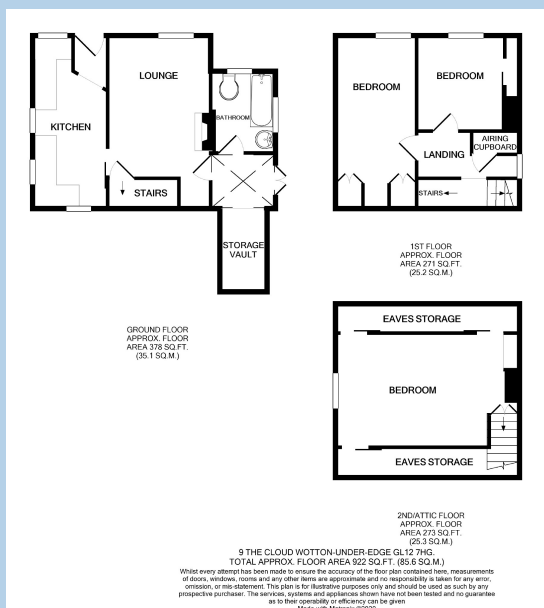 KITCHEN
LOUNGE
BATHROOM
STAIRS
STORAGE
VAULT
GROUND FLOOR
APPROX. FLOOR
AREA 378 SQ.FT.
(35.1 SQ.M.)
BEDROOM
BEDROOM
LANDING
AIRING
CUPBOARD
STAIRS
1ST FLOOR
APPROX. FLOOR
AREA 271 SQ.FT.
(25.2 SQ.M.)
EAVES STORAGE
BEDROOM
EAVES STORAGE
2ND/ATTIC FLOOR
APPROX. FLOOR
AREA 273 SQ.FT.
(25.3 SQ.M.)
9 THE CLOUD WOTTON-UNDER-EDGE GL12 7HG.
TOTAL APPROX. FLOOR AREA 922 SQ.FT. (85.6 SQ.M.)
Whilst every attempt has been made to ensure the accuracy of the floor plan contained here, measurements
of doors, windows, rooms and any other items are approximate and no responsibility is taken for any error,
omission, or mis-statement. This plan is for illustrative purposes only and should be used as such by any
prospective purchaser. The services, systems and appliances shown have not been tested and no guarantee
as to their operability or efficiency can be given
Made with Metropix ©2020